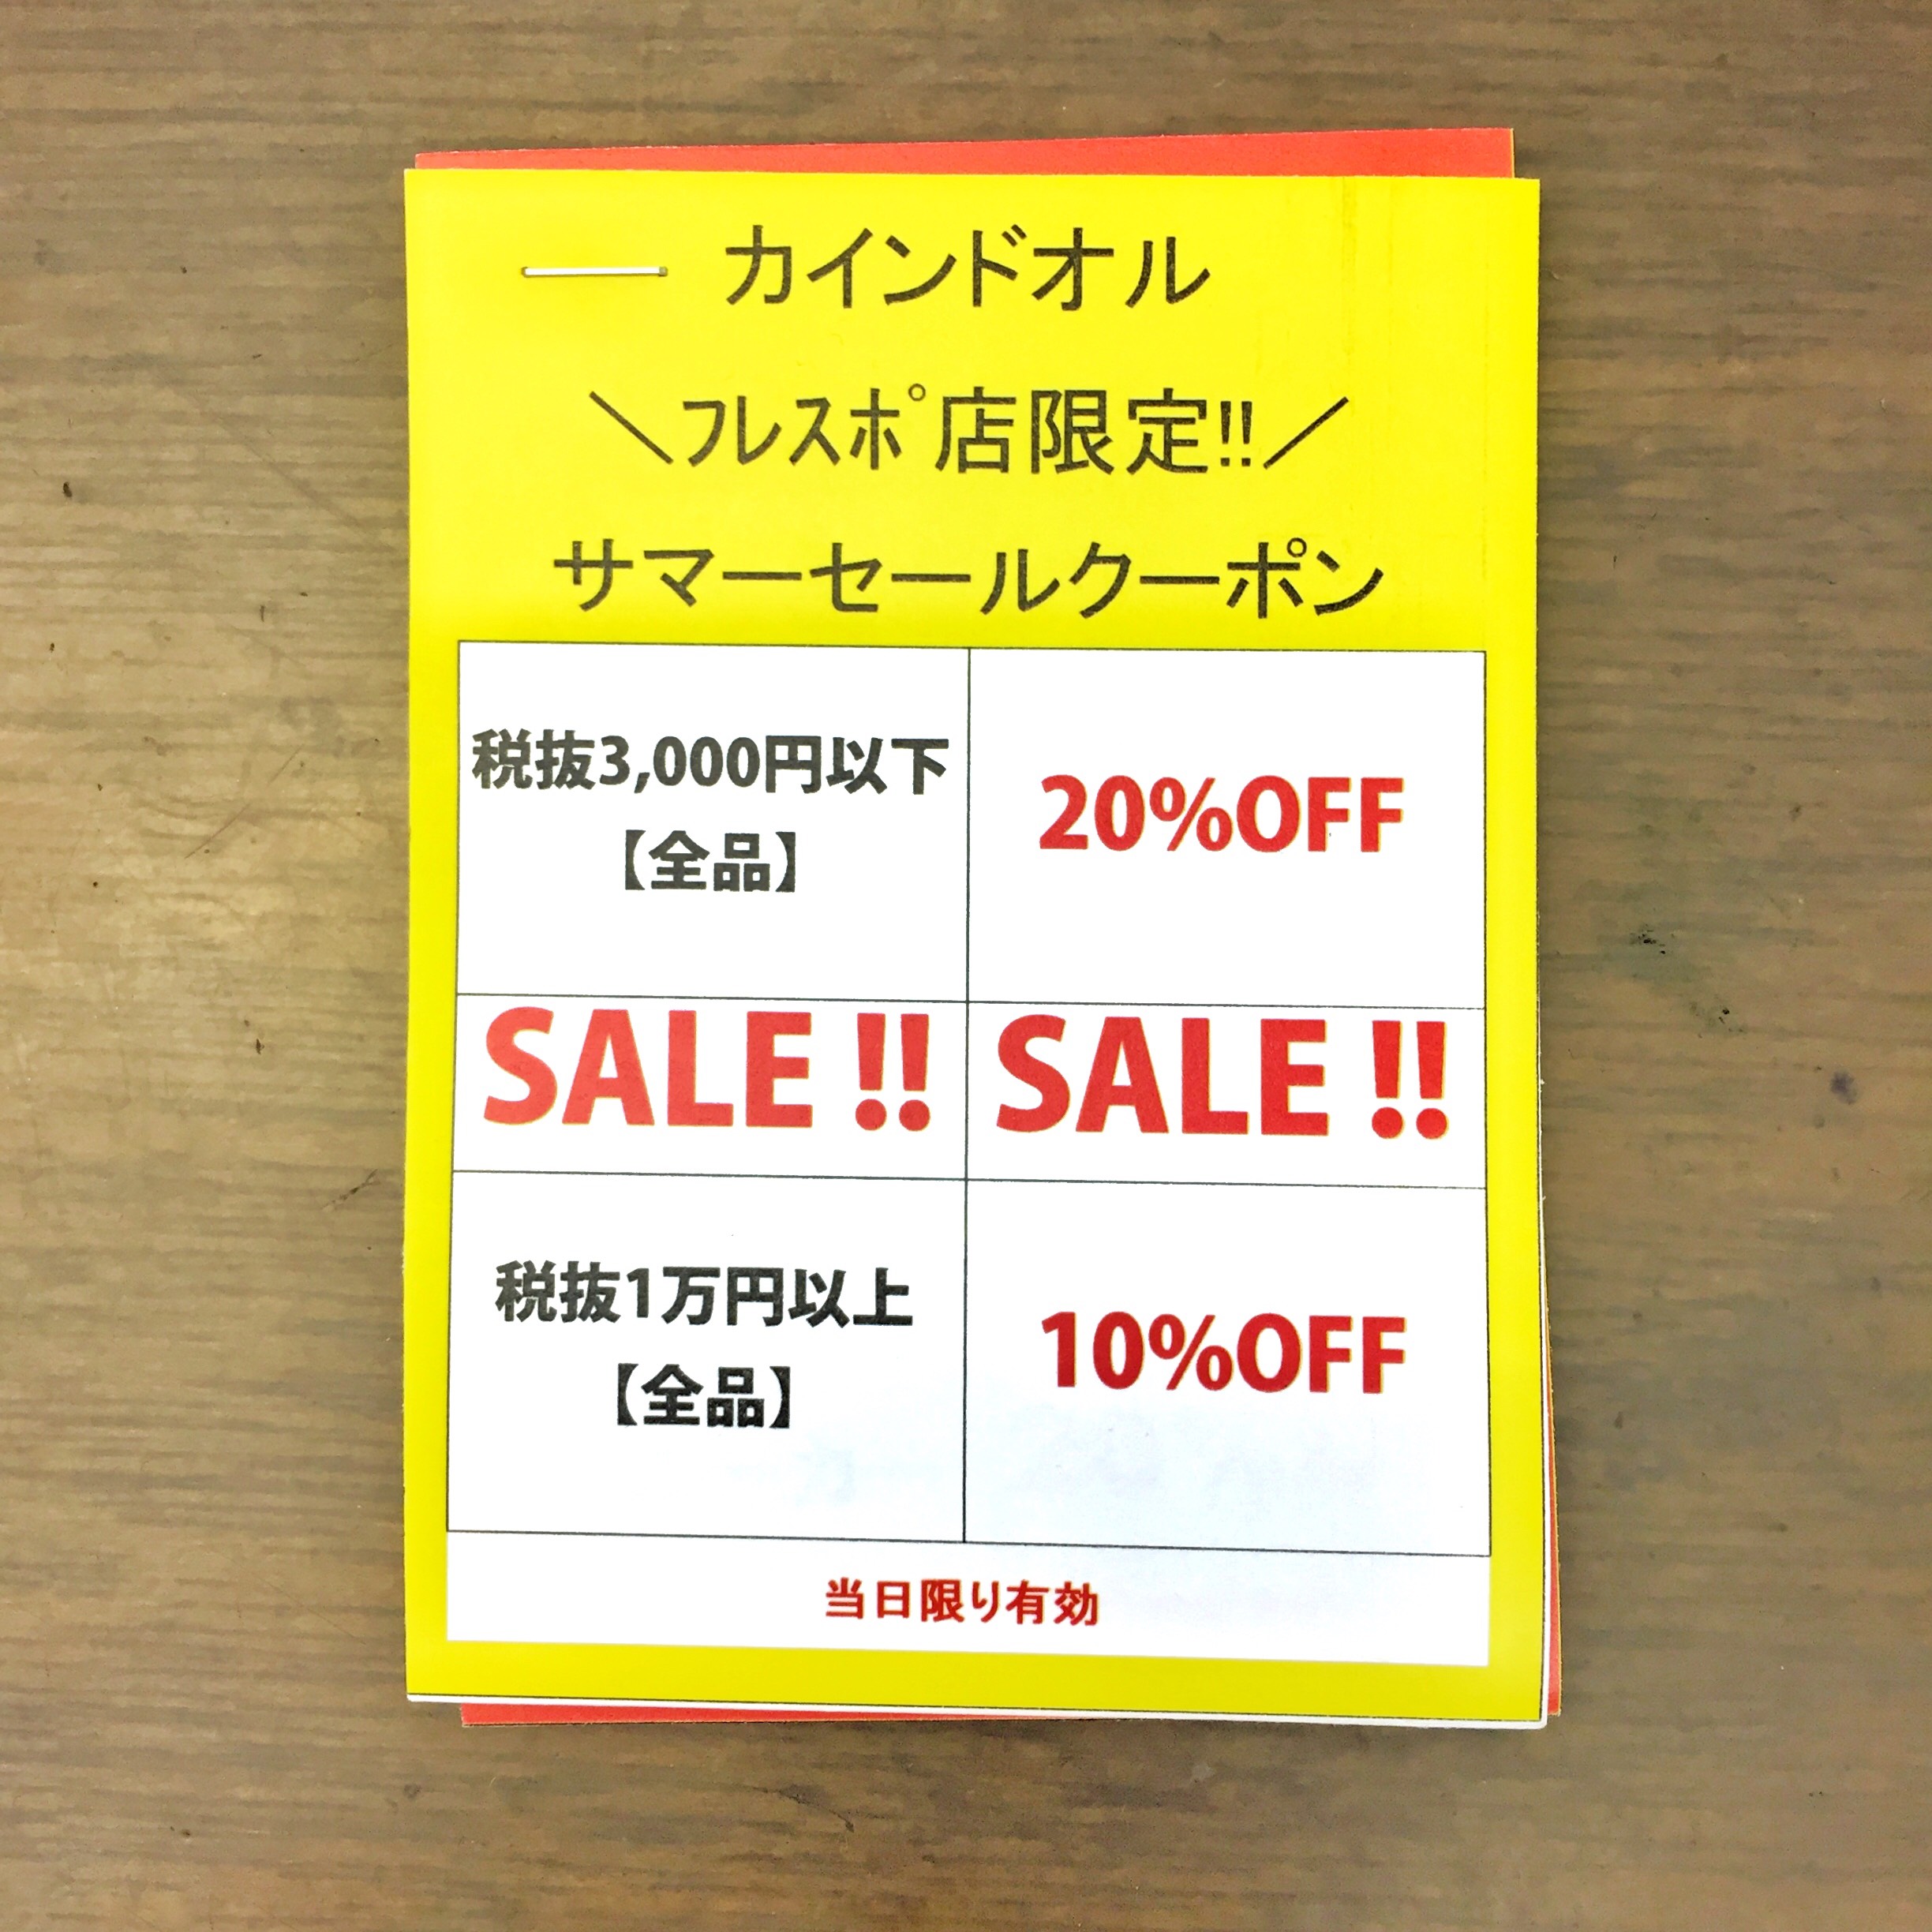 カインドオル
＼ﾌﾚｽﾎﾟ店限定!!／
サマーセールクーポン
税抜3,000円以下
【全品】
20%OFF
SALE!!
SALE!!
税抜1万円以上
【全品】
10%OFF
当日限り有効